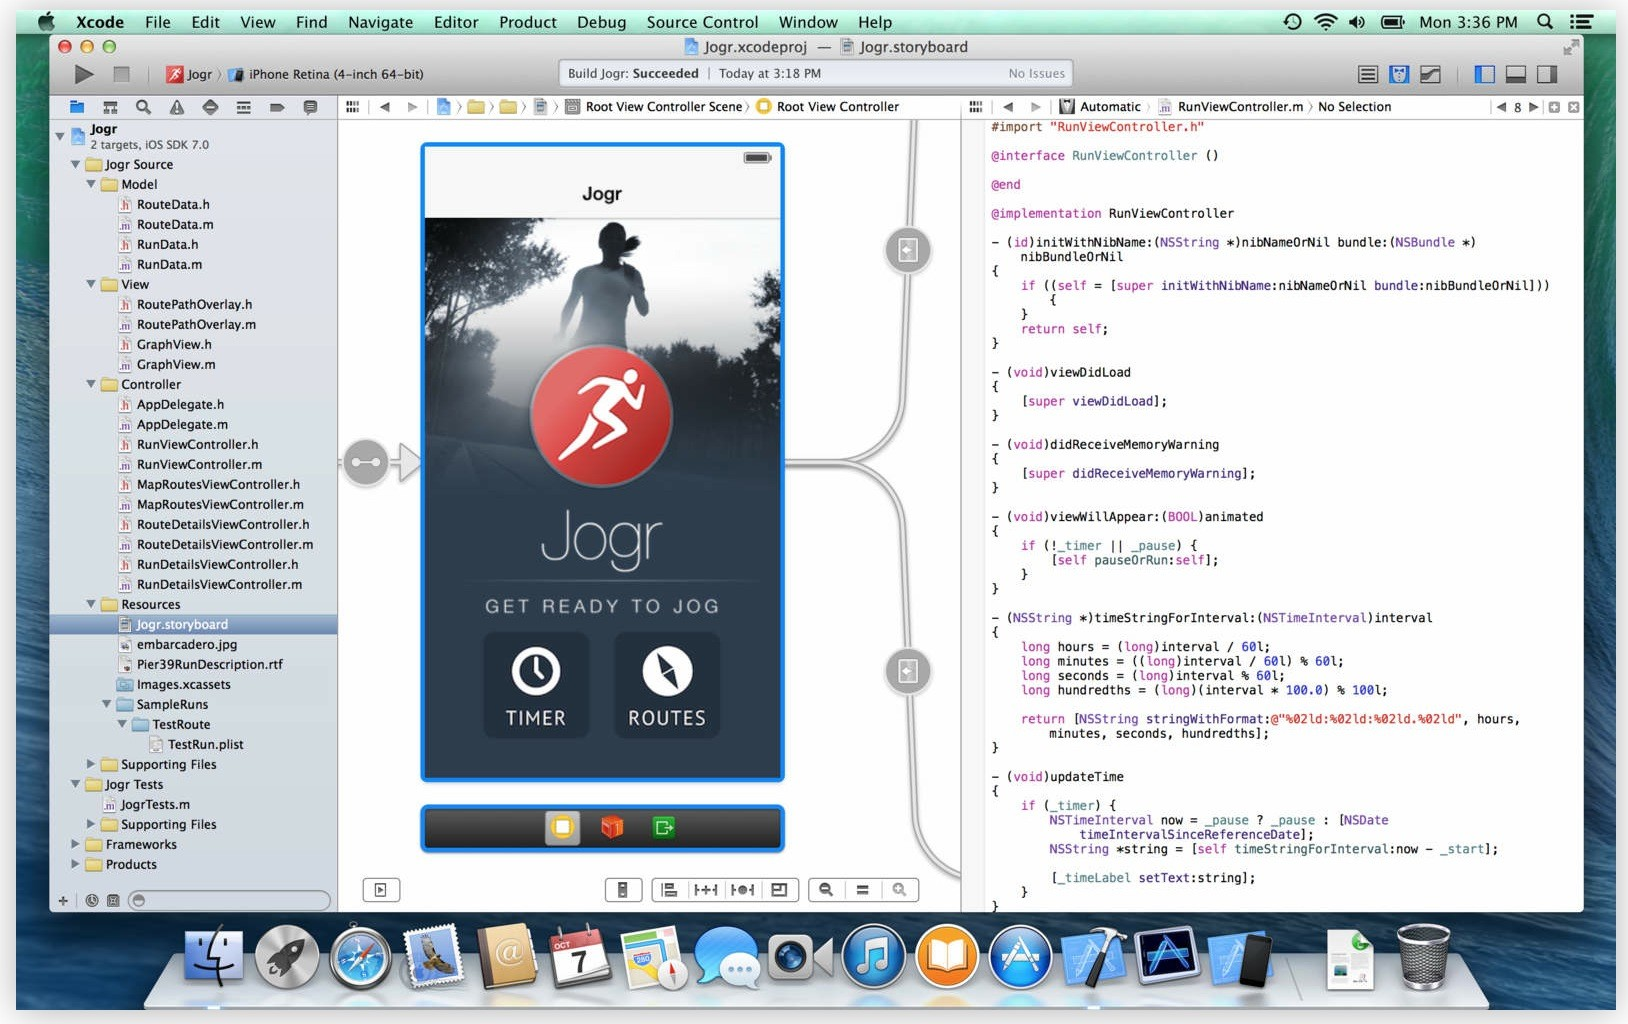 Xcode File Edit View Find Navigate Editor Product Debug Source Control Window Help Mon 3:36 PM
Jogr.xcodeproj — Jogr.storyboard
Jogr iPhone Retina (4-inch 64-bit)
Build Jogr: Succeeded | Today at 3:18 PM No Issues
Root View Controller Scene Root View Controller
Automatic RunViewController.m No Selection 8
Jogr
2 targets, iOS SDK 7.0
Jogr Source
Model
RouteData.h
RouteData.m
RunData.h
RunData.m
View
RoutePathOverlay.h
RoutePathOverlay.m
GraphView.h
GraphView.m
Controller
AppDelegate.h
AppDelegate.m
RunViewController.h
RunViewController.m
MapRoutesViewController.h
MapRoutesViewController.m
RouteDetailsViewController.h
RouteDetailsViewController.m
RunDetailsViewController.h
RunDetailsViewController.m
Resources
Jogr.storyboard
embarcadero.jpg
Pier39RunDescription.rtf
Images.xcassets
SampleRuns
TestRoute
TestRun.plist
Supporting Files
Jogr Tests
JogrTests.m
Supporting Files
Frameworks
Products
Jogr
Jogr
GET READY TO JOG
TIMER ROUTES
#import "RunViewController.h"
@interface RunViewController ()
@end
@implementation RunViewController
- (id)initWithNibName:(NSString *)nibNameOrNil bundle:(NSBundle *)
nibBundleOrNil
{
if ((self = [super initWithNibName:nibNameOrNil bundle:nibBundleOrNil]))
{
}
return self;
}
- (void)viewDidLoad
{
[super viewDidLoad];
}
- (void)didReceiveMemoryWarning
{
[super didReceiveMemoryWarning];
}
- (void)viewWillAppear:(BOOL)animated
{
if (!_timer || _pause) {
[self pauseOrRun:self];
}
}
- (NSString *)timeStringForInterval:(NSTimeInterval)interval
{
long hours = (long)interval / 60l;
long minutes = ((long)interval / 60l) % 60l;
long seconds = (long)interval % 60l;
long hundredths = (long)(interval * 100.0) % 100l;
return [NSString stringWithFormat:@"%02ld:%02ld:%02ld.%02ld", hours,
minutes, seconds, hundredths];
}
- (void)updateTime
{
if (_timer) {
NSTimeInterval now = _pause ? _pause : [NSDate
timeIntervalSinceReferenceDate];
NSString *string = [self timeStringForInterval:now - _start];
[_timeLabel setText:string];
}
}
OCT
7
280